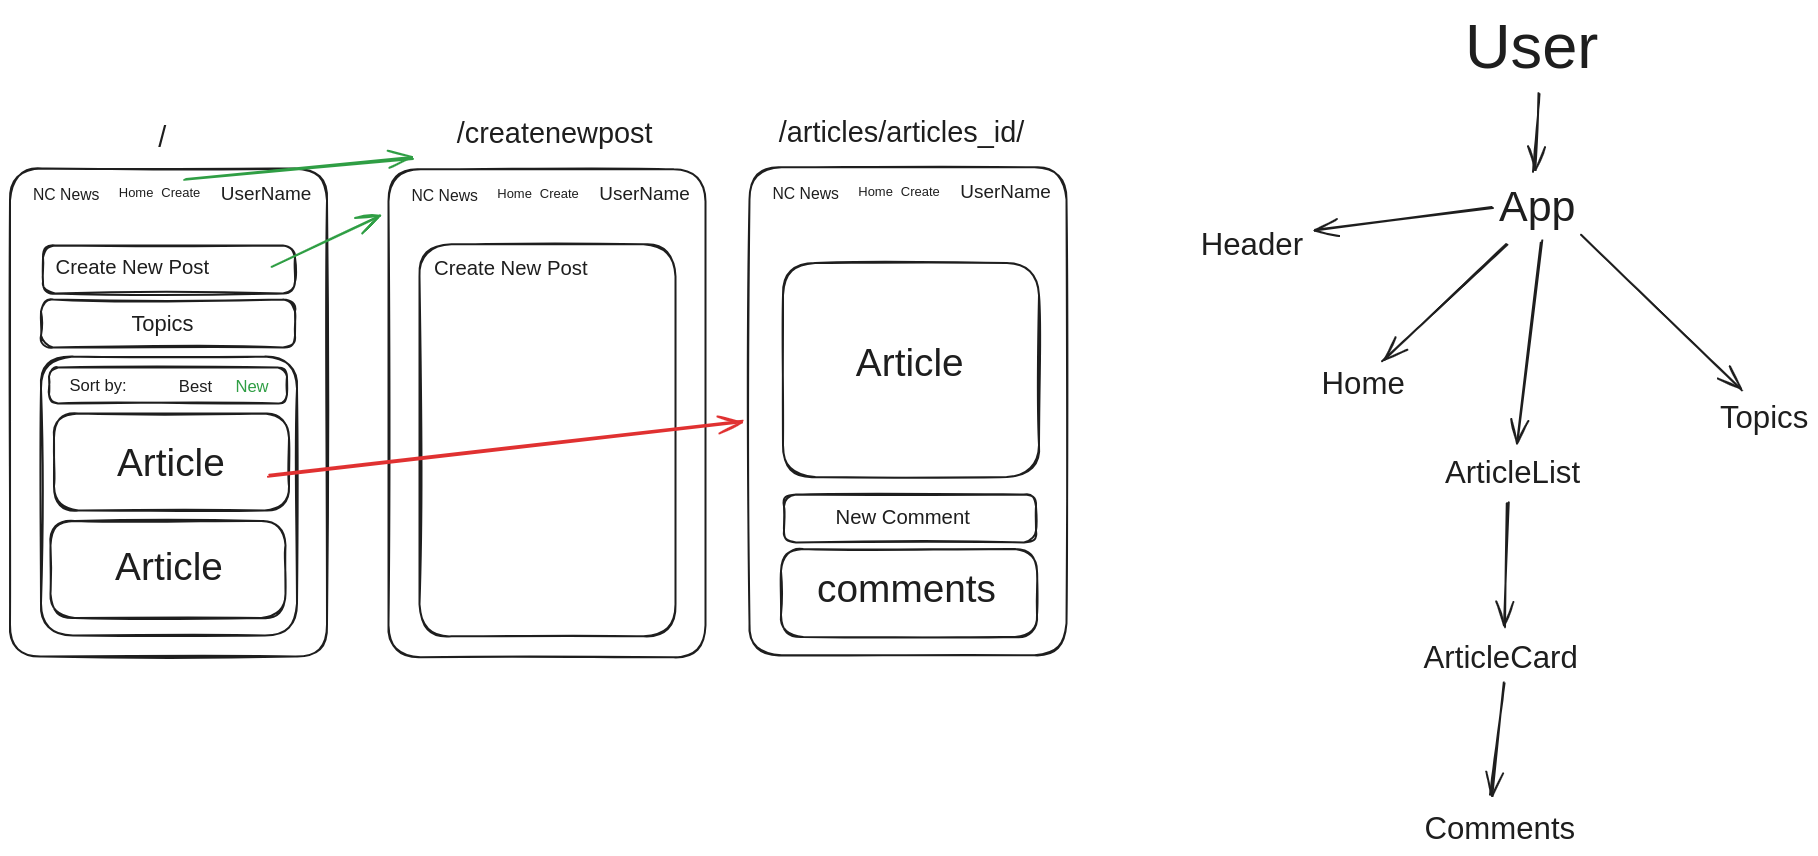 /
NC News Home Create UserName
Create New Post
Topics
Sort by: Best New
Article
Article
/createnewpost
NC News Home Create UserName
Create New Post
/articles/articles_id/
NC News Home Create UserName
Article
New Comment
comments
User
App
Header
Home
Topics
ArticleList
ArticleCard
Comments